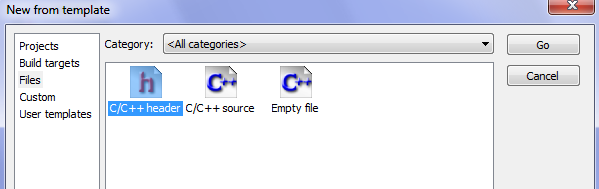 New from template
Projects
Build targets
Files
Custom
User templates
Category: <All categories>
Go
Cancel
h C++ C++
C/C++ header C/C++ source Empty file